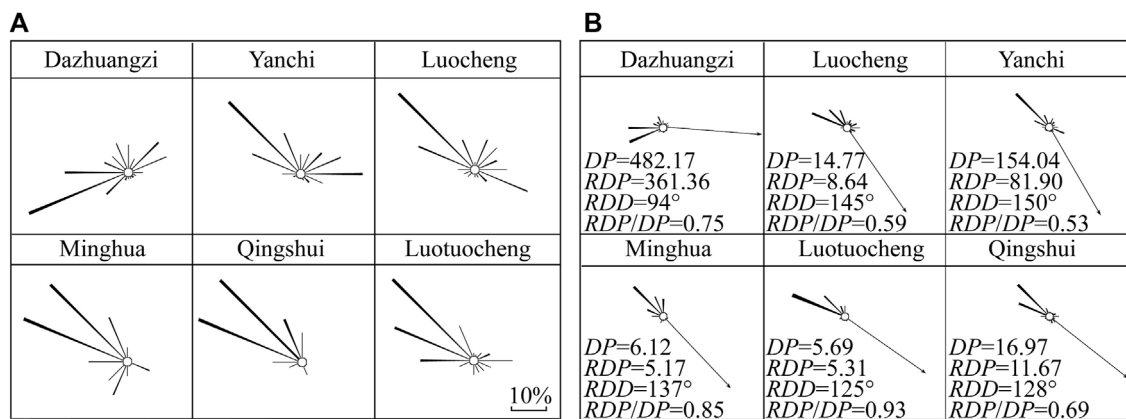 A
Dazhuangzi
Yanchi
Luocheng
Minghua
Qingshui
Luotuocheng
10%
B
Dazhuangzi
Luocheng
Yanchi
DP=482.17
RDP=361.36
RDD=94°
RDP/DP=0.75
DP=14.77
RDP=8.64
RDD=145°
RDP/DP=0.59
DP=154.04
RDP=81.90
RDD=150°
RDP/DP=0.53
Minghua
Luotuocheng
Qingshui
DP=6.12
RDP=5.17
RDD=137°
RDP/DP=0.85
DP=5.69
RDP=5.31
RDD=125°
RDP/DP=0.93
DP=16.97
RDP=11.67
RDD=128°
RDP/DP=0.69